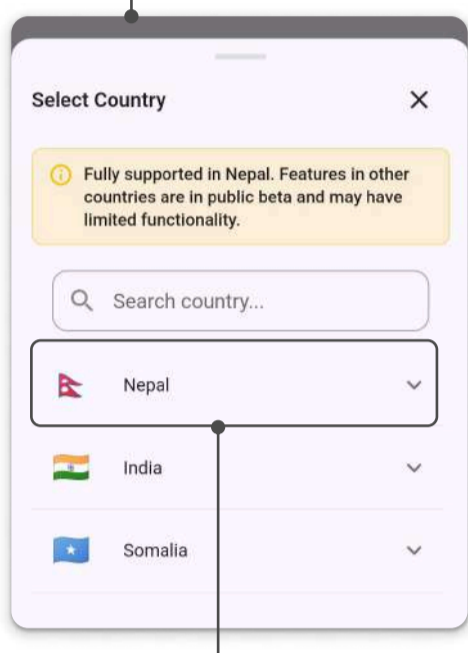 Select Country
Fully supported in Nepal. Features in other
countries are in public beta and may have
limited functionality.
Search country...
Nepal
India
Somalia